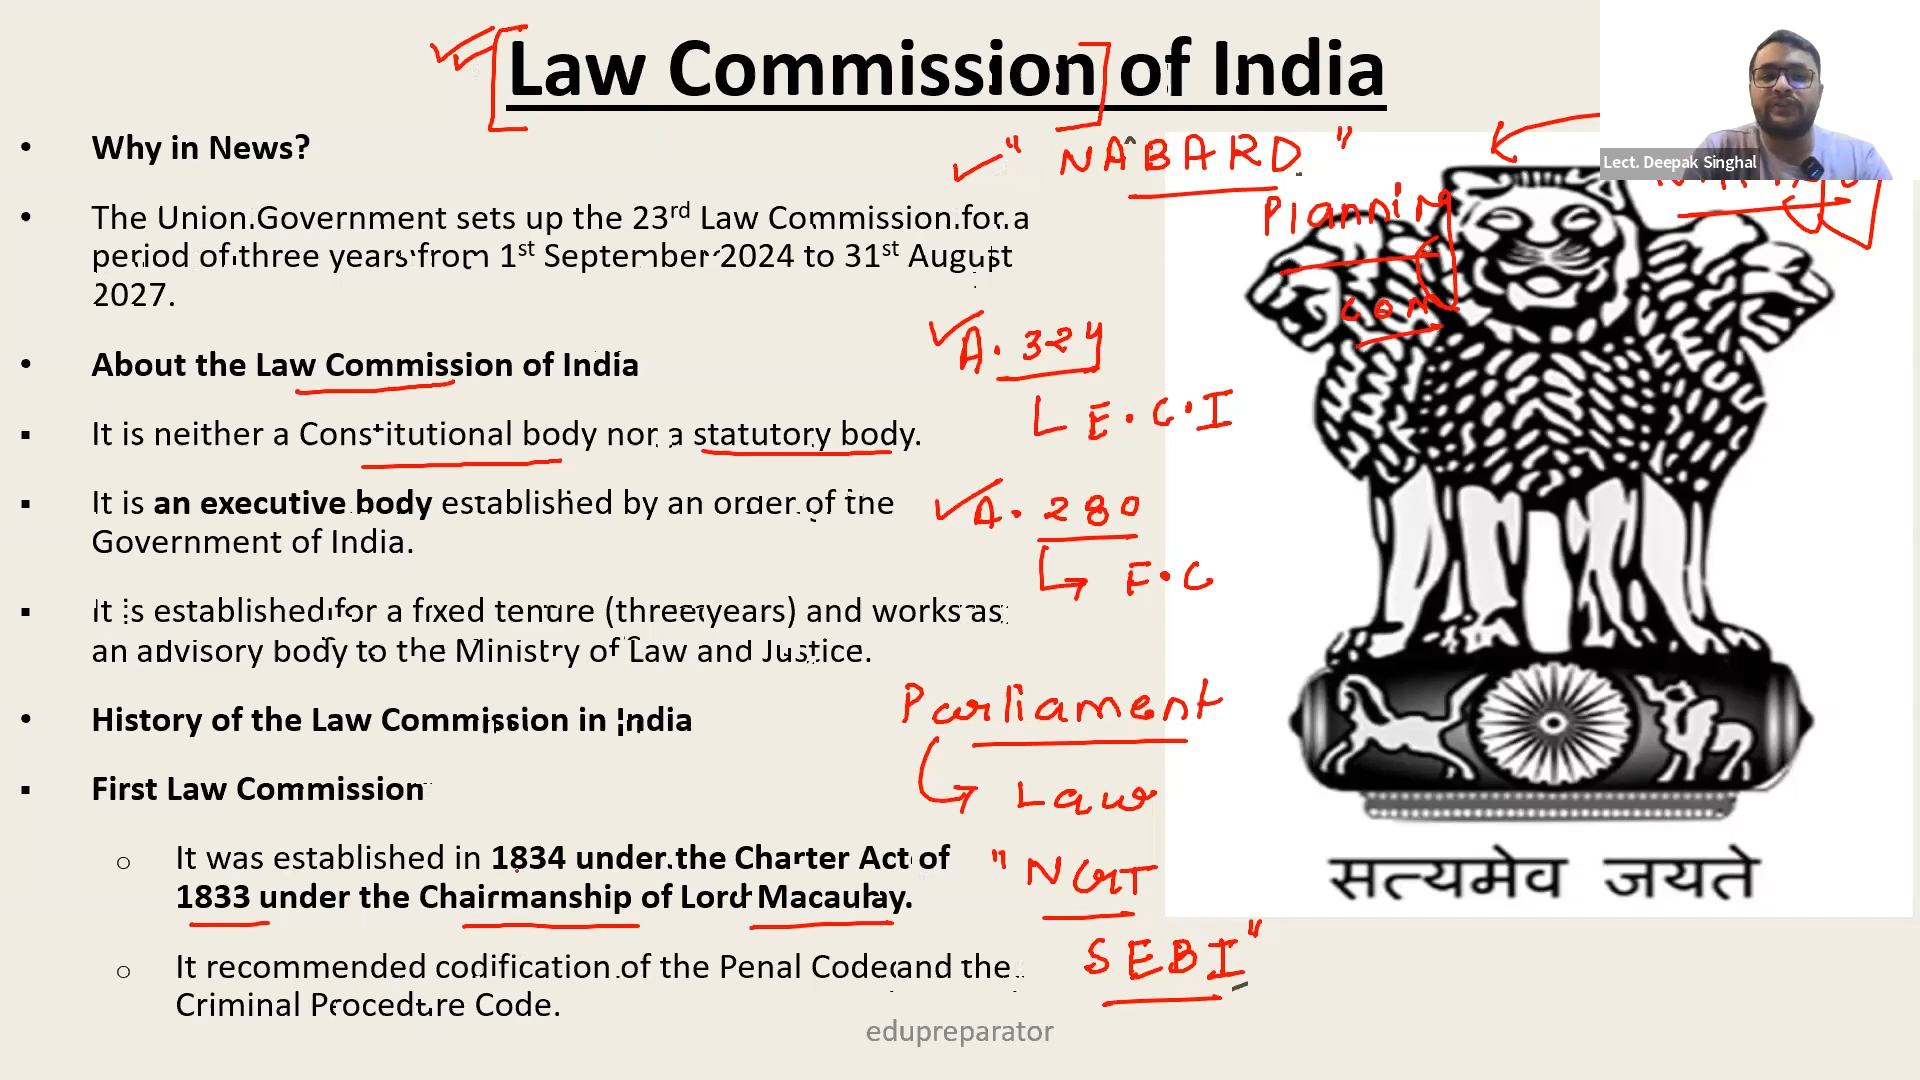 Law Commission of India
Lect. Deepak Singhal
Why in News?
The Union Government sets up the 23rd Law Commission for a
period of three years from 1st September 2024 to 31st August
2027.
About the Law Commission of India
It is neither a Constitutional body nor a statutory body.
It is an executive body established by an order of the
Government of India.
It is established for a fixed tenure (three years) and works as
an advisory body to the Ministry of Law and Justice.
History of the Law Commission in India
First Law Commission
It was established in 1834 under the Charter Act of
1833 under the Chairmanship of Lord Macaulay.
It recommended codification of the Penal Code and the
Criminal Procedure Code.
" NABARD "
Planning
com
A. 324
E.C.I
A. 280
F.C
Parliament
Law
" NGT
SEBI "
सत्यमेव जयते
edupreparator